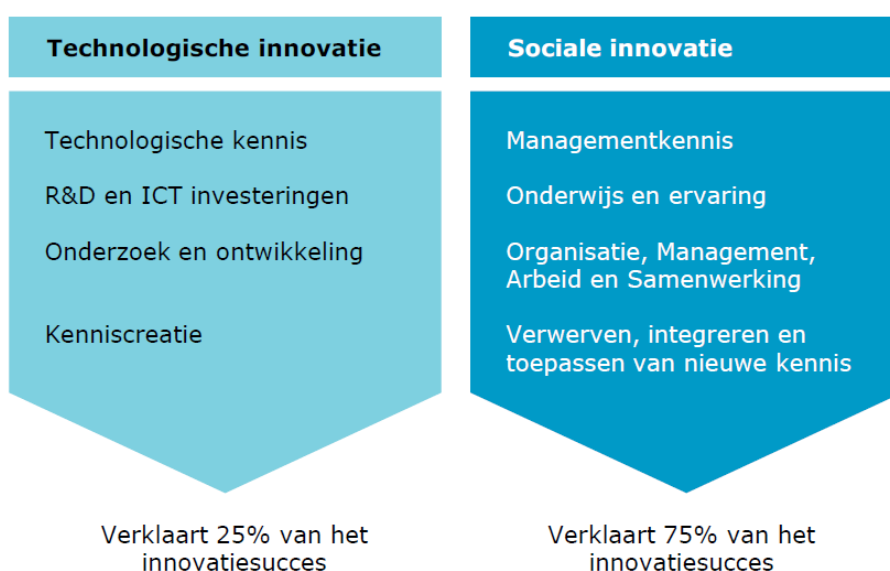 Technologische innovatie
Technologische kennis
R&D en ICT investeringen
Onderzoek en ontwikkeling
Kenniscreatie
Verklaart 25% van het
innovatiesucces
Sociale innovatie
Managementkennis
Onderwijs en ervaring
Organisatie, Management,
Arbeid en Samenwerking
Verwerven, integreren en
toepassen van nieuwe kennis
Verklaart 75% van het
innovatiesucces